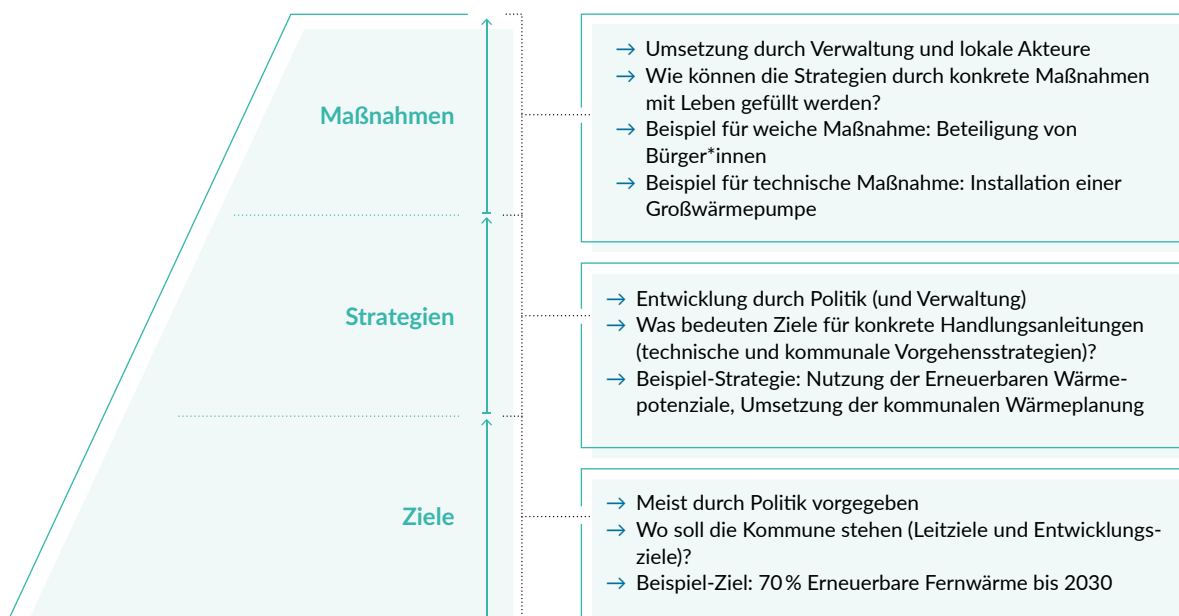 Maßnahmen
→ Umsetzung durch Verwaltung und lokale Akteure
→ Wie können die Strategien durch konkrete Maßnahmen
mit Leben gefüllt werden?
→ Beispiel für weiche Maßnahme: Beteiligung von
Bürger*innen
→ Beispiel für technische Maßnahme: Installation einer
Großwärmepumpe
Strategien
→ Entwicklung durch Politik (und Verwaltung)
→ Was bedeuten Ziele für konkrete Handlungsanleitungen
(technische und kommunale Vorgehensstrategien)?
→ Beispiel-Strategie: Nutzung der Erneuerbaren Wärme-
potenziale, Umsetzung der kommunalen Wärmeplanung
Ziele
→ Meist durch Politik vorgegeben
→ Wo soll die Kommune stehen (Leitziele und Entwicklungs-
ziele)?
→ Beispiel-Ziel: 70 % Erneuerbare Fernwärme bis 2030